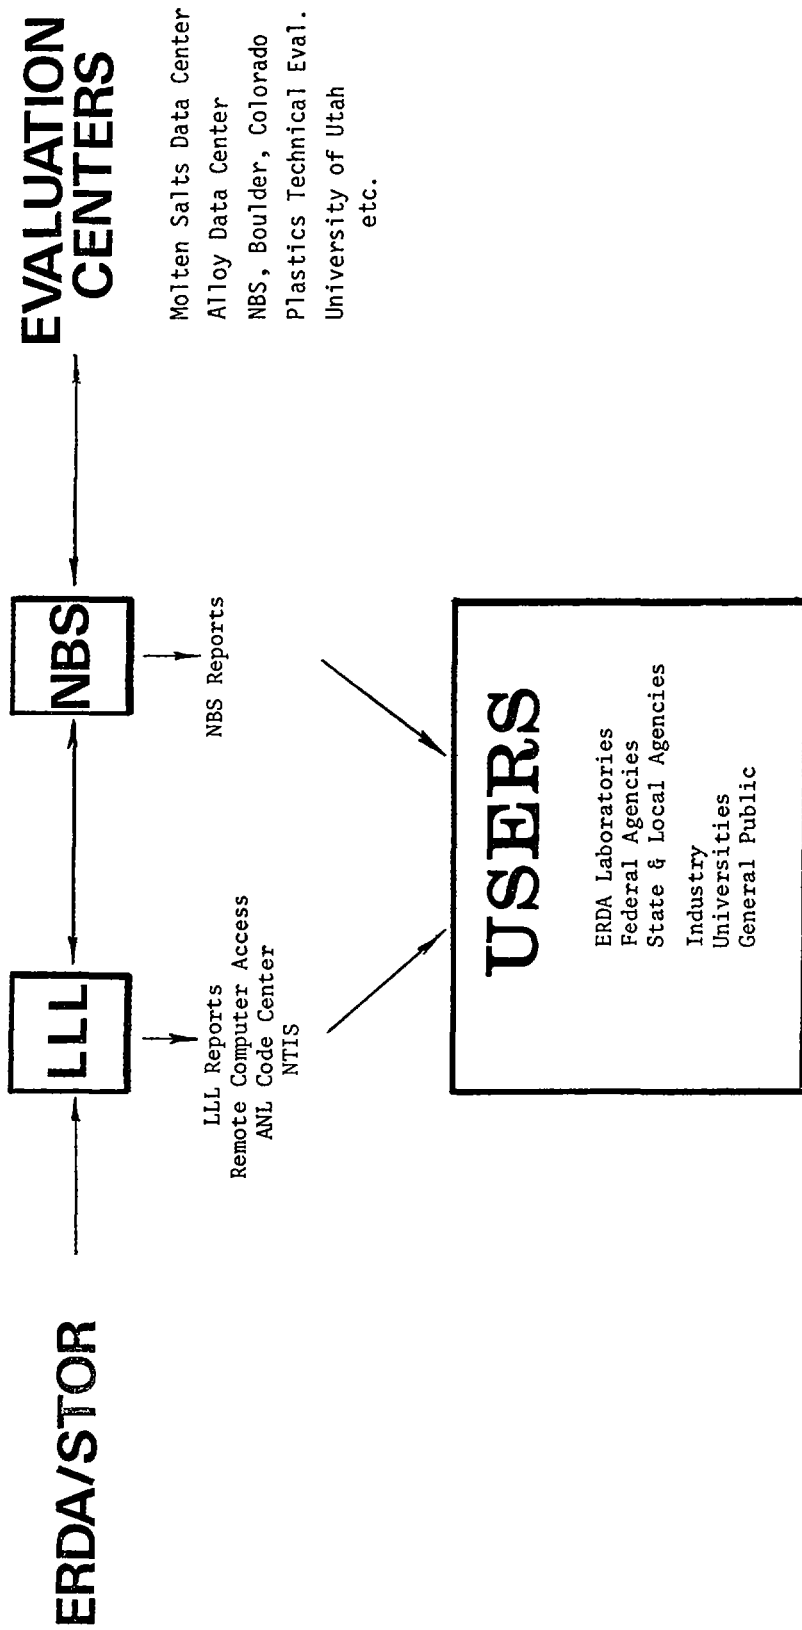 ERDA/STOR
LLL
NBS
EVALUATION
CENTERS
LLL Reports
Remote Computer Access
ANL Code Center
NTIS
NBS Reports
Molten Salts Data Center
Alloy Data Center
NBS, Boulder, Colorado
Plastics Technical Eval.
University of Utah
etc.
USERS
ERDA Laboratories
Federal Agencies
State & Local Agencies
Industry
Universities
General Public